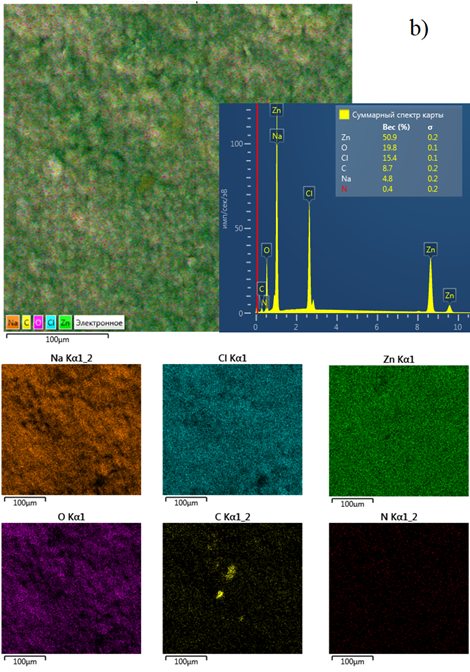 b)
Zn
Na
Cl
O
C
N
Zn
Zn
Суммарный спектр карты
Вес (%) σ
Zn 50.9 0.2
O 19.8 0.1
Cl 15.4 0.1
C 8.7 0.2
Na 4.8 0.2
N 0.4 0.2
имп/сек/эВ
100
50
0
0 2 4 6 8 10
Na C O Cl Zn Электронное
100µm
Na Kα1_2 Cl Kα1 Zn Kα1
100µm 100µm 100µm
O Kα1 C Kα1_2 N Kα1_2
100µm 100µm 100µm